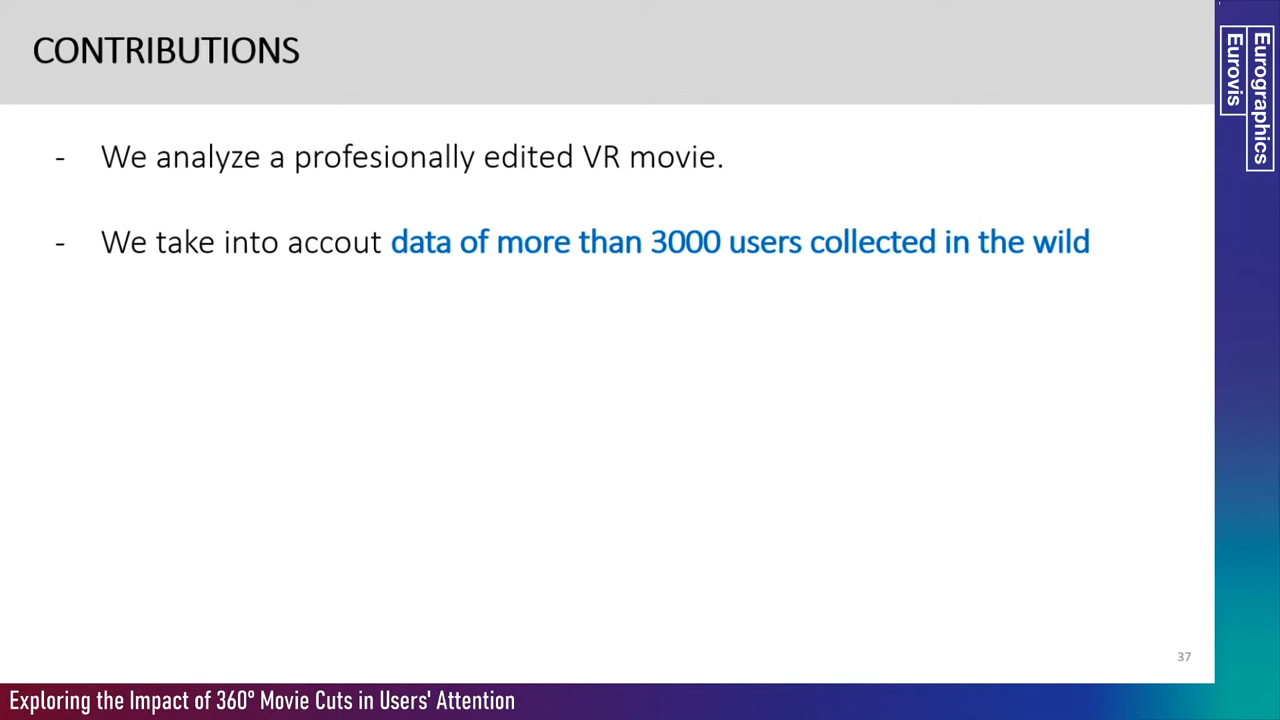 CONTRIBUTIONS
- We analyze a profesionally edited VR movie.
- We take into accout data of more than 3000 users collected in the wild
37
Exploring the Impact of 360° Movie Cuts in Users' Attention
Eurographics
Eurovis